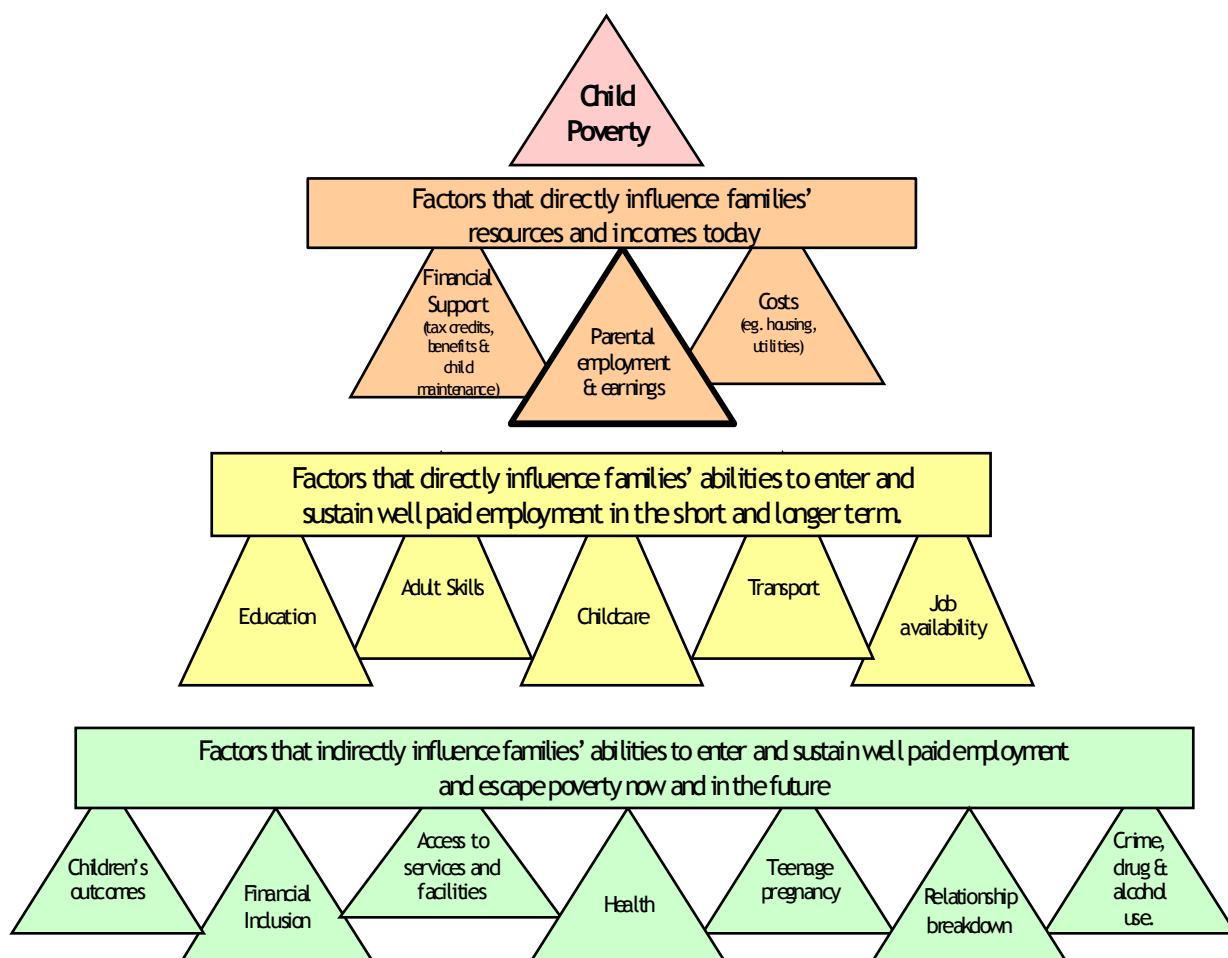 Child
Poverty
Factors that directly influence families’
resources and incomes today
Financial
Support
(tax credits,
benefits &
child
maintenance)
Parental
employment
& earnings
Costs
(eg. housing,
utilities)
Factors that directly influence families’ abilities to enter and
sustain well paid employment in the short and longer term.
Education
Adult Skills
Childcare
Transport
Job
availability
Factors that indirectly influence families’ abilities to enter and sustain well paid employment
and escape poverty now and in the future
Children’s
outcomes
Financial
Inclusion
Access to
services and
facilities
Health
Teenage
pregnancy
Relationship
breakdown
Crime,
drug &
alcohol
use.